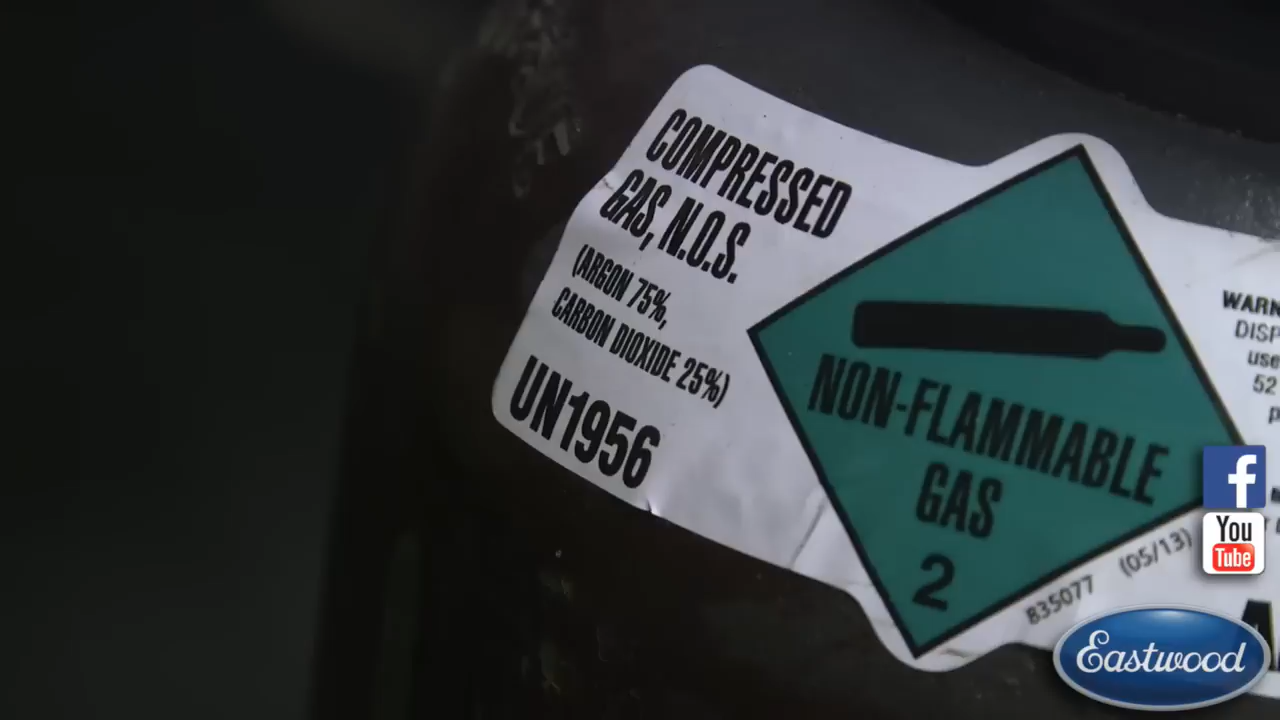 COMPRESSED
GAS, N.O.S.
(ARGON 75%,
CARBON DIOXIDE 25%)
UN1956
NON-FLAMMABLE
GAS
2
835077 (05/13)
DISP
use
52
f
You
Tube
Eastwood